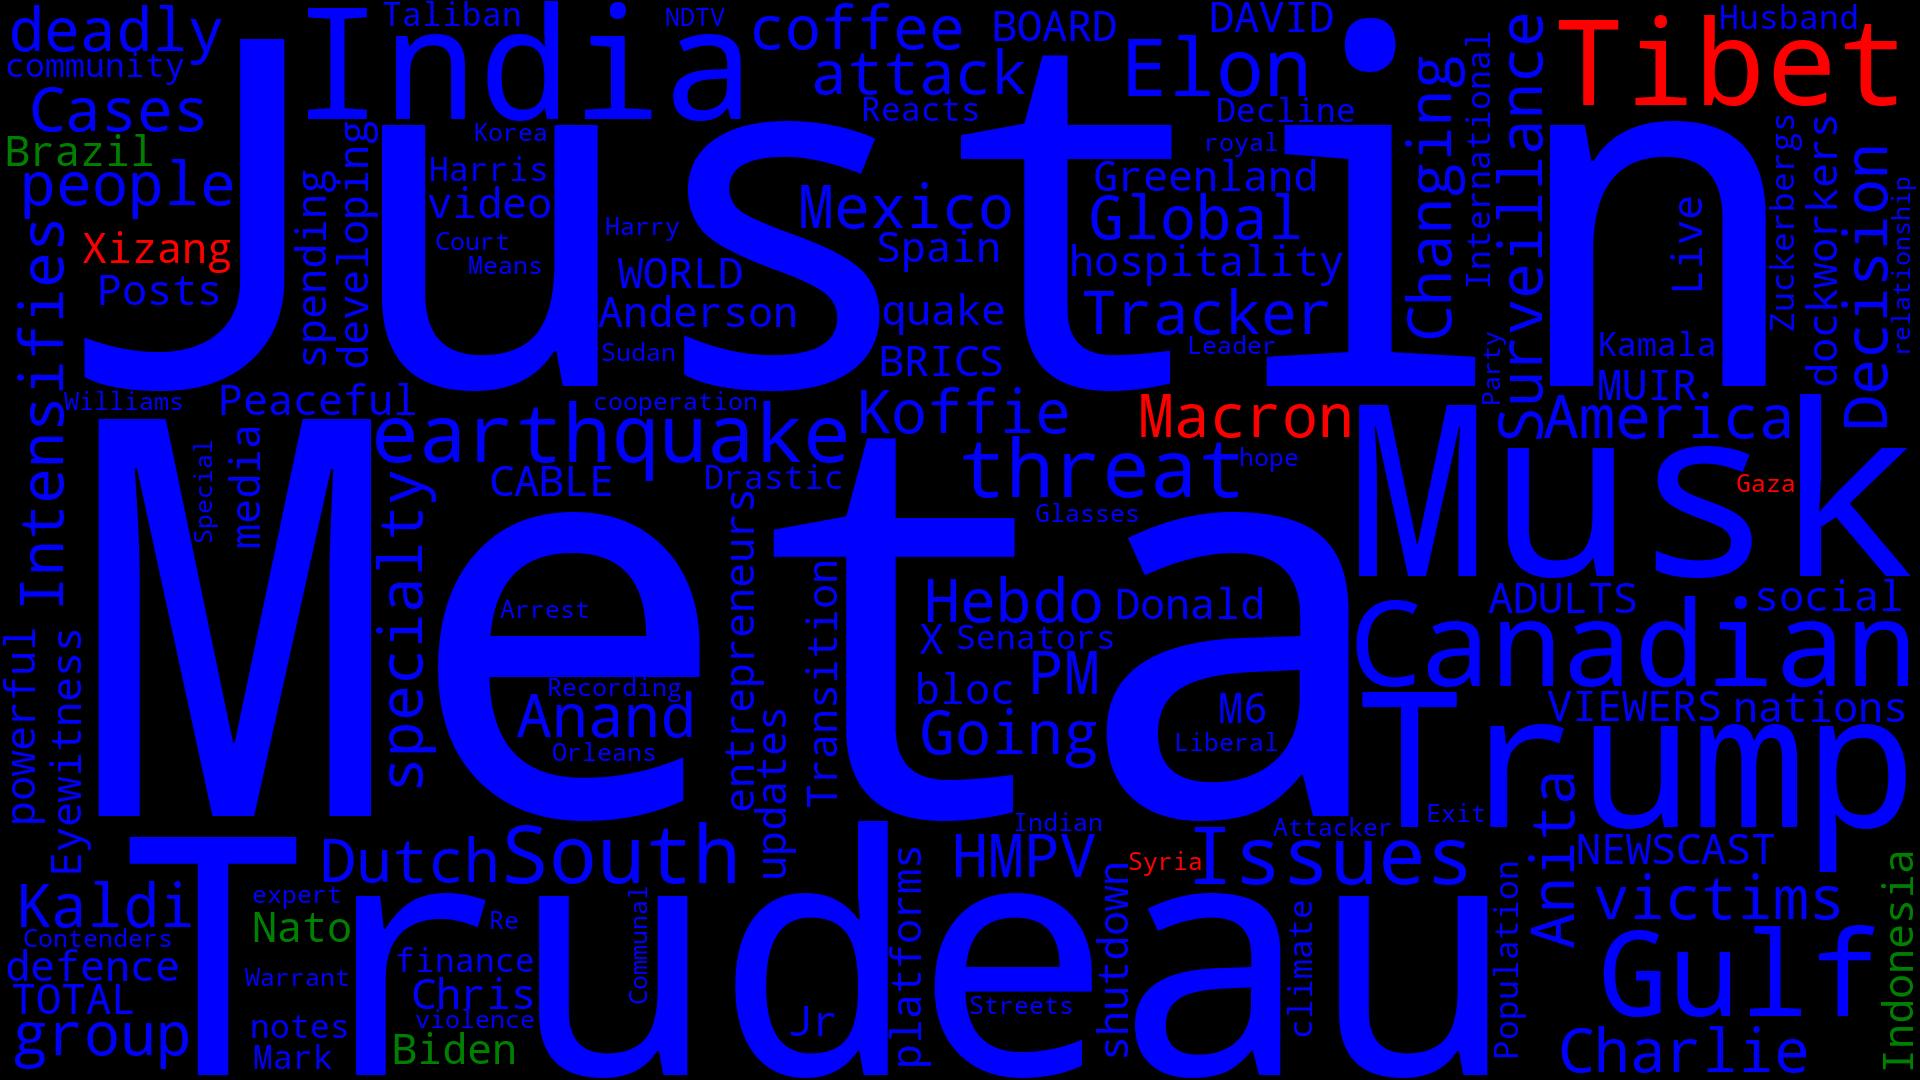 deadly
Taliban
India
NDTV
coffee
BOARD
DAVID
Elon
Husband
Tibet
community
attack
Cases
Reacts
Decline
Brazil
Korea
royal
Justin
people
Harris
video
Mexico
Greenland
Global
Harry
Spain
Xizang
Court
Means
hospitality
WORLD
Posts
Anderson
quake
Tracker
spending
developing
Changing
International
Surveillance
Live
Zuckerbergs
dockworkers
Decision
relationship
Sudan
BRICS
Leader
Kamala
Party
MUIR.
Intensifies
Williams
Peaceful
cooperation
earthquake
Koffie
Macron
America
Musk
Special
media
CABLE
Drastic
threat
hope
Gaza
specialty
Glasses
Meta
Arrest
entrepreneurs
Transition
Hebdo
Donald
ADULTS
social
X
Senators
Canadian
PM
Recording
bloc
powerful
Eyewitness
Anand
Going
M6
Liberal
VIEWERS
nations
Orleans
updates
Trump
Indian
Attacker
Exit
Dutch
South
HMPV
Syria
Issues
Anita
NEWSCAST
Kaldi
expert
Nato
Re
Communal
platforms
shutdown
climate
Population
victims
Indonesia
Contenders
defence
Warrant
finance
Trudeau
Gulf
TOTAL
Chris
Streets
group
notes
violence
Jr
Mark
Biden
Charlie